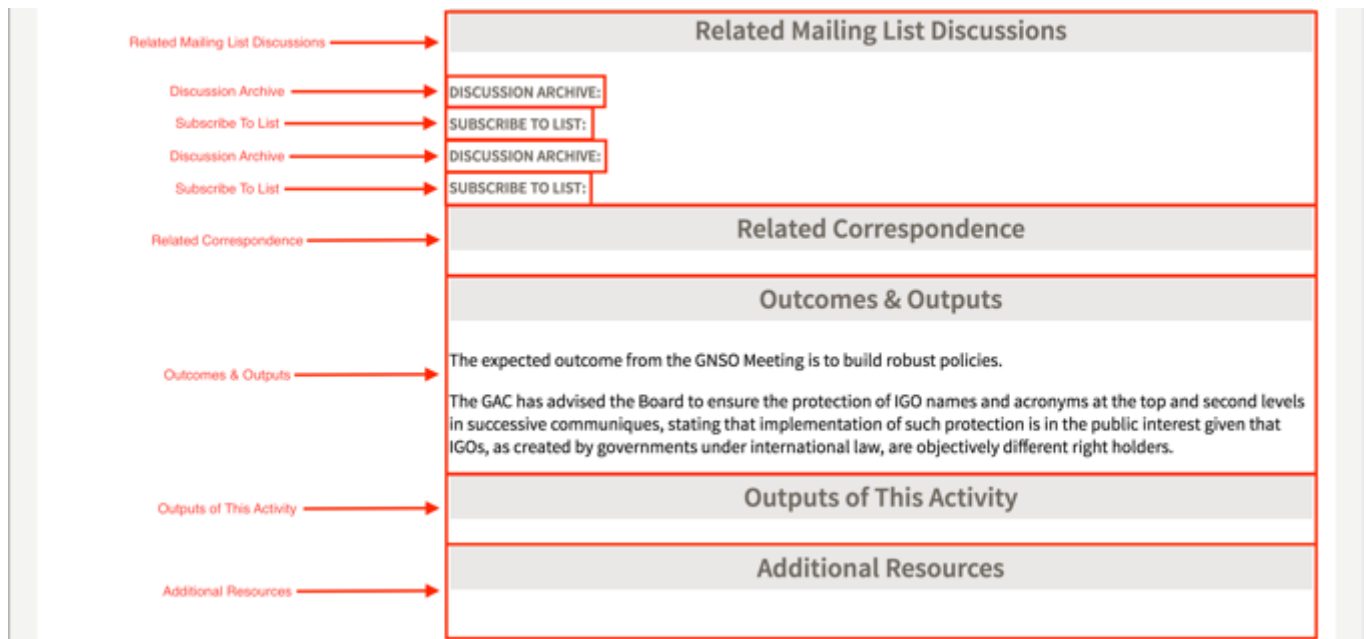 Related Mailing List Discussions
Related Mailing List Discussions
Discussion Archive
DISCUSSION ARCHIVE:
Subscribe To List
SUBSCRIBE TO LIST:
Discussion Archive
DISCUSSION ARCHIVE:
Subscribe To List
SUBSCRIBE TO LIST:
Related Correspondence
Related Correspondence
Outcomes & Outputs
The expected outcome from the GNSO Meeting is to build robust policies.
Outcomes & Outputs
The GAC has advised the Board to ensure the protection of IGO names and acronyms at the top and second levels
in successive communiques, stating that implementation of such protection is in the public interest given that
IGOs, as created by governments under international law, are objectively different right holders.
Outputs of This Activity
Outputs of This Activity
Additional Resources
Additional Resources